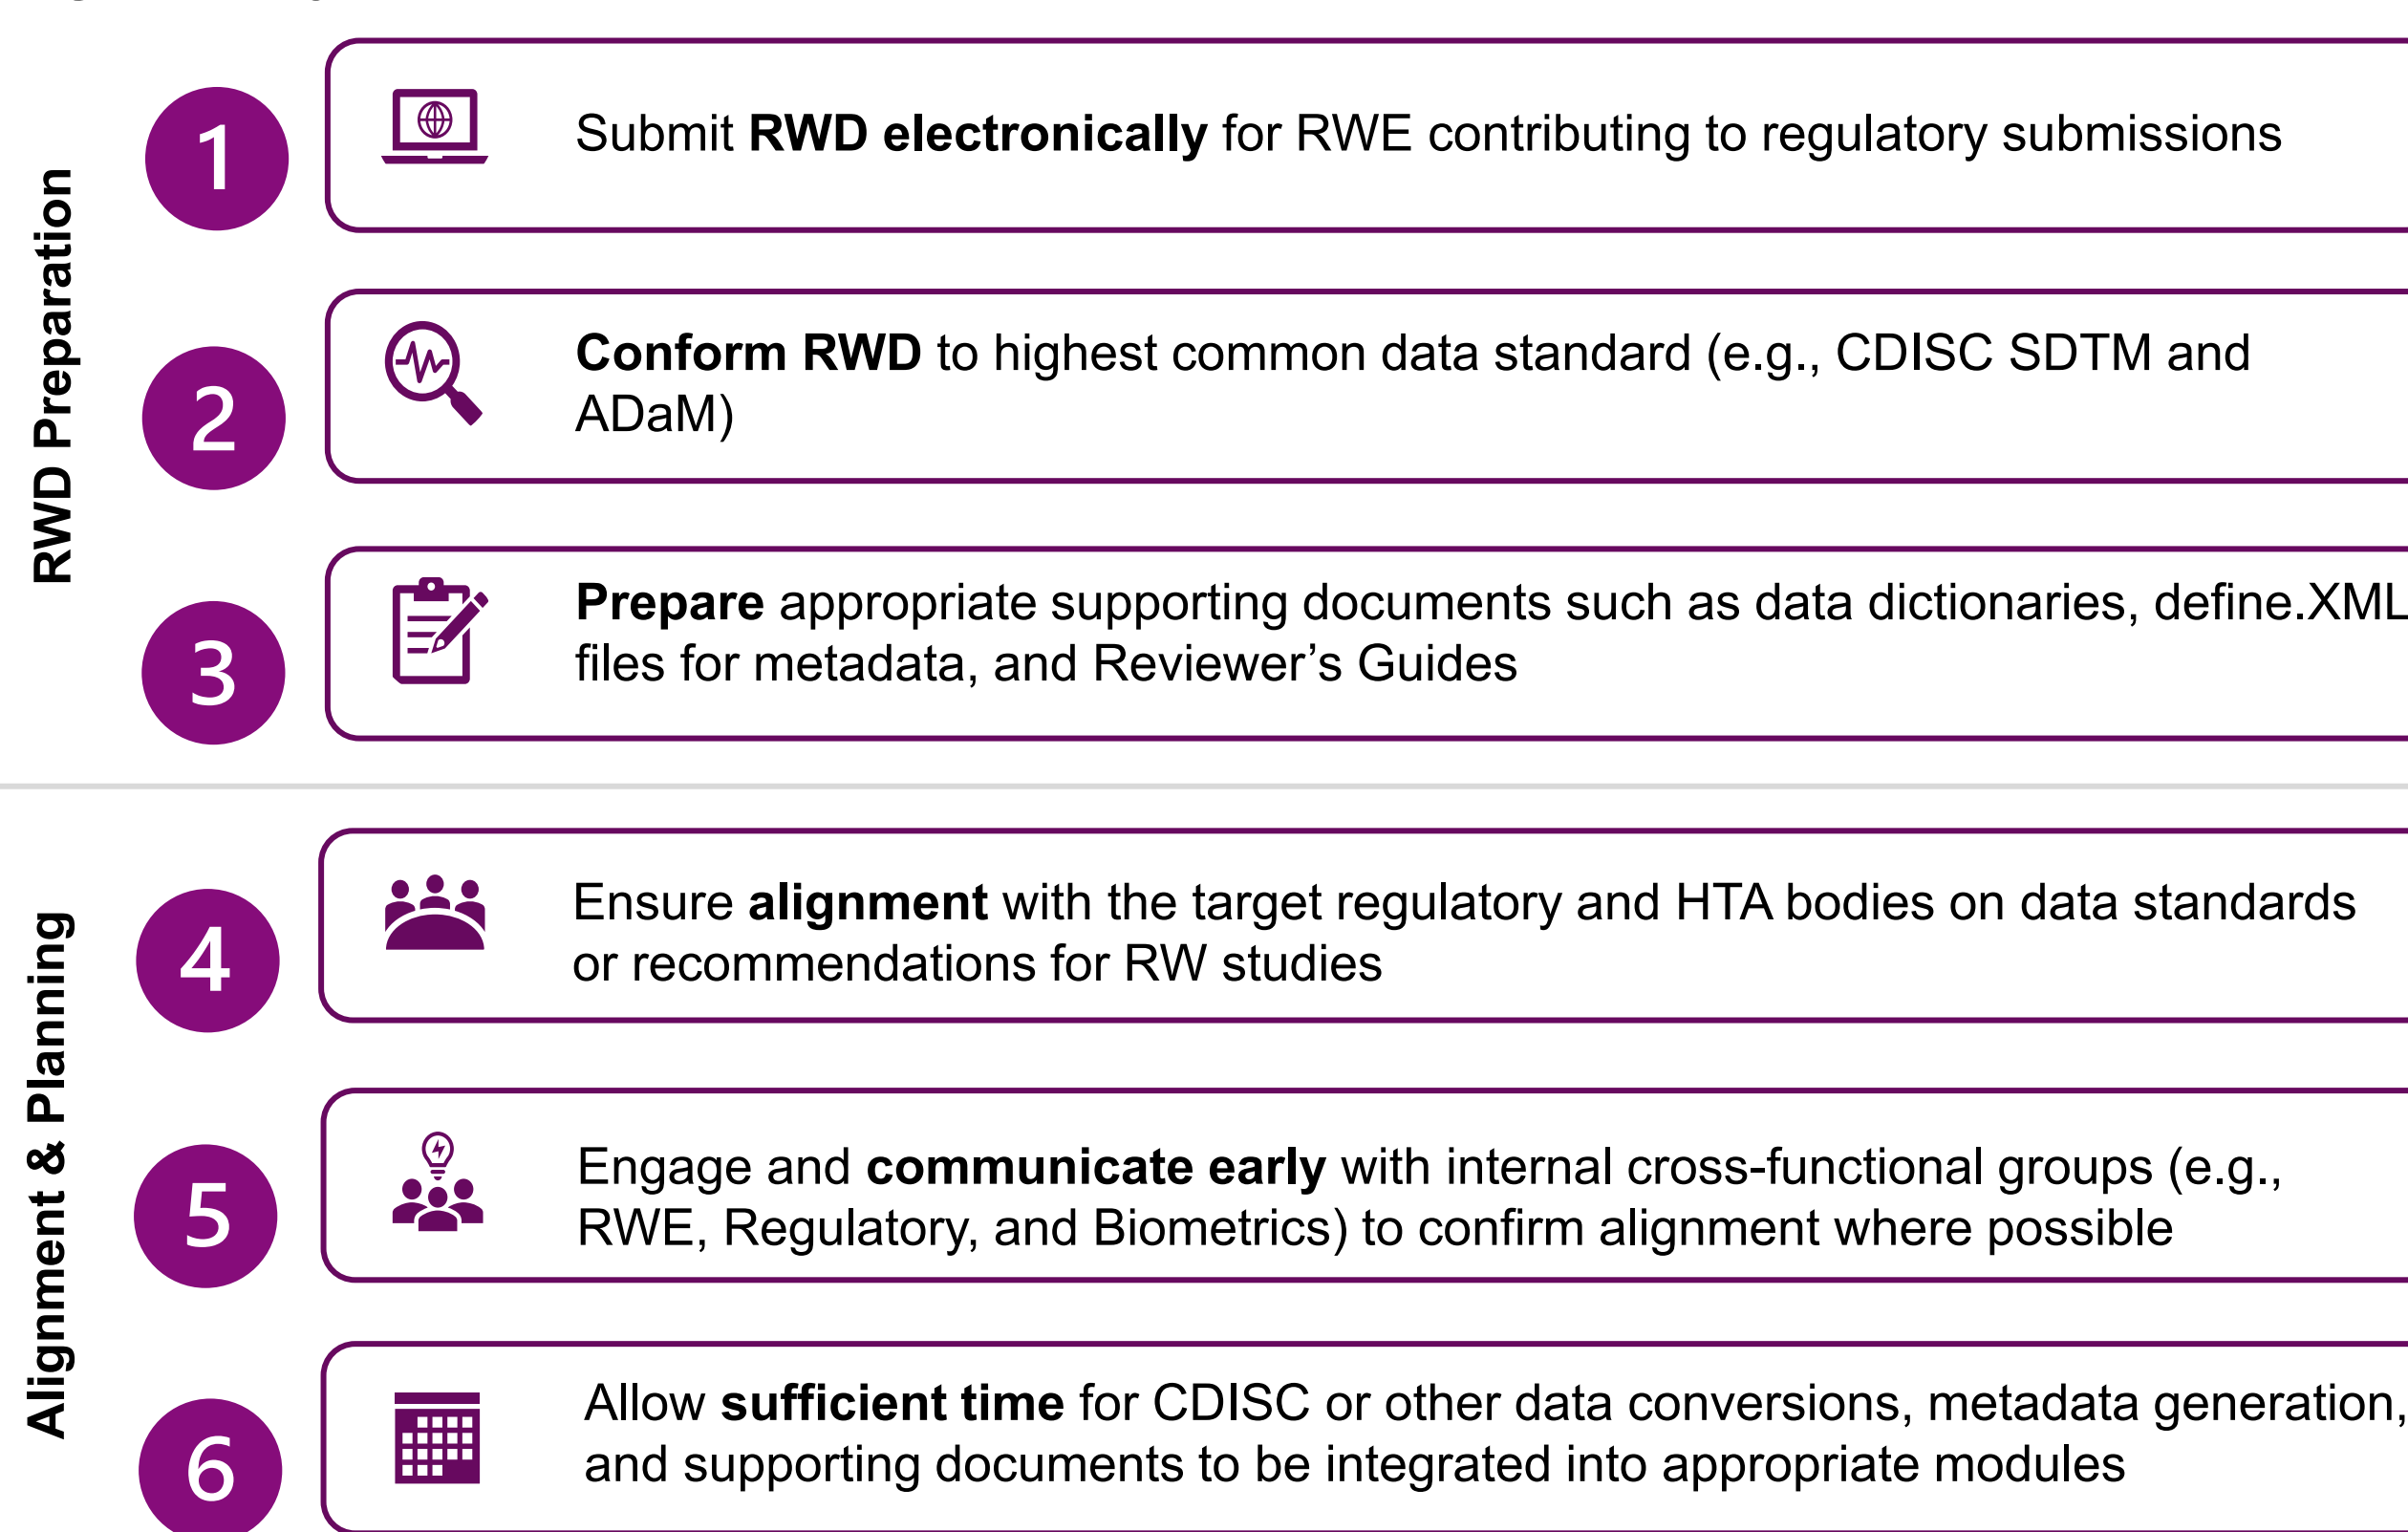 RWD Preparation
1
Submit RWD electronically for RWE contributing to regulatory submissions
2
Conform RWD to highest common data standard (e.g., CDISC SDTM and
ADaM)
3
Prepare appropriate supporting documents such as data dictionaries, define.XML
files for metadata, and Reviewer’s Guides
Alignment & Planning
4
Ensure alignment with the target regulatory and HTA bodies on data standards
or recommendations for RW studies
5
Engage and communicate early with internal cross-functional groups (e.g.,
RWE, Regulatory, and Biometrics) to confirm alignment where possible
6
Allow sufficient time for CDISC or other data conversions, metadata generation,
and supporting documents to be integrated into appropriate modules